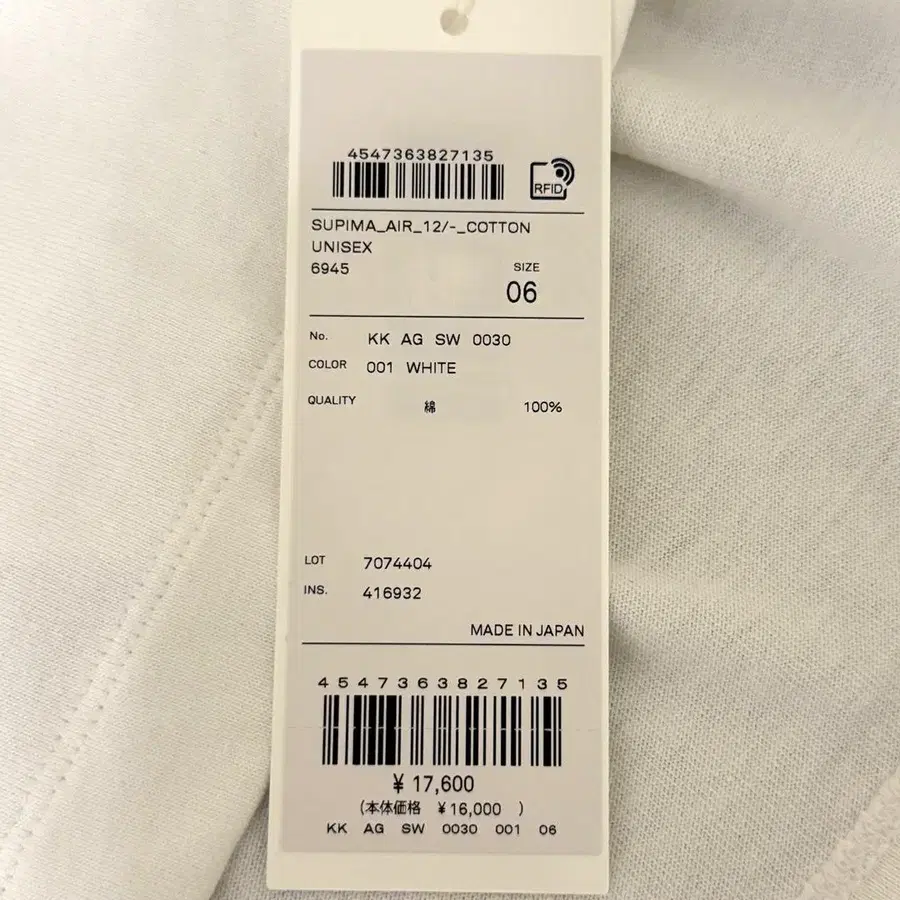 4547363827135
RFID
SUPIMA_AIR_12/-_COTTON
UNISEX
6945
SIZE
06
No. KK AG SW 0030
COLOR 001 WHITE
QUALITY 綿 100%
LOT 7074404
INS. 416932
MADE IN JAPAN
4547363827135
¥ 17,600
(本体価格 ¥16,000 )
KK AG SW 0030 001 06